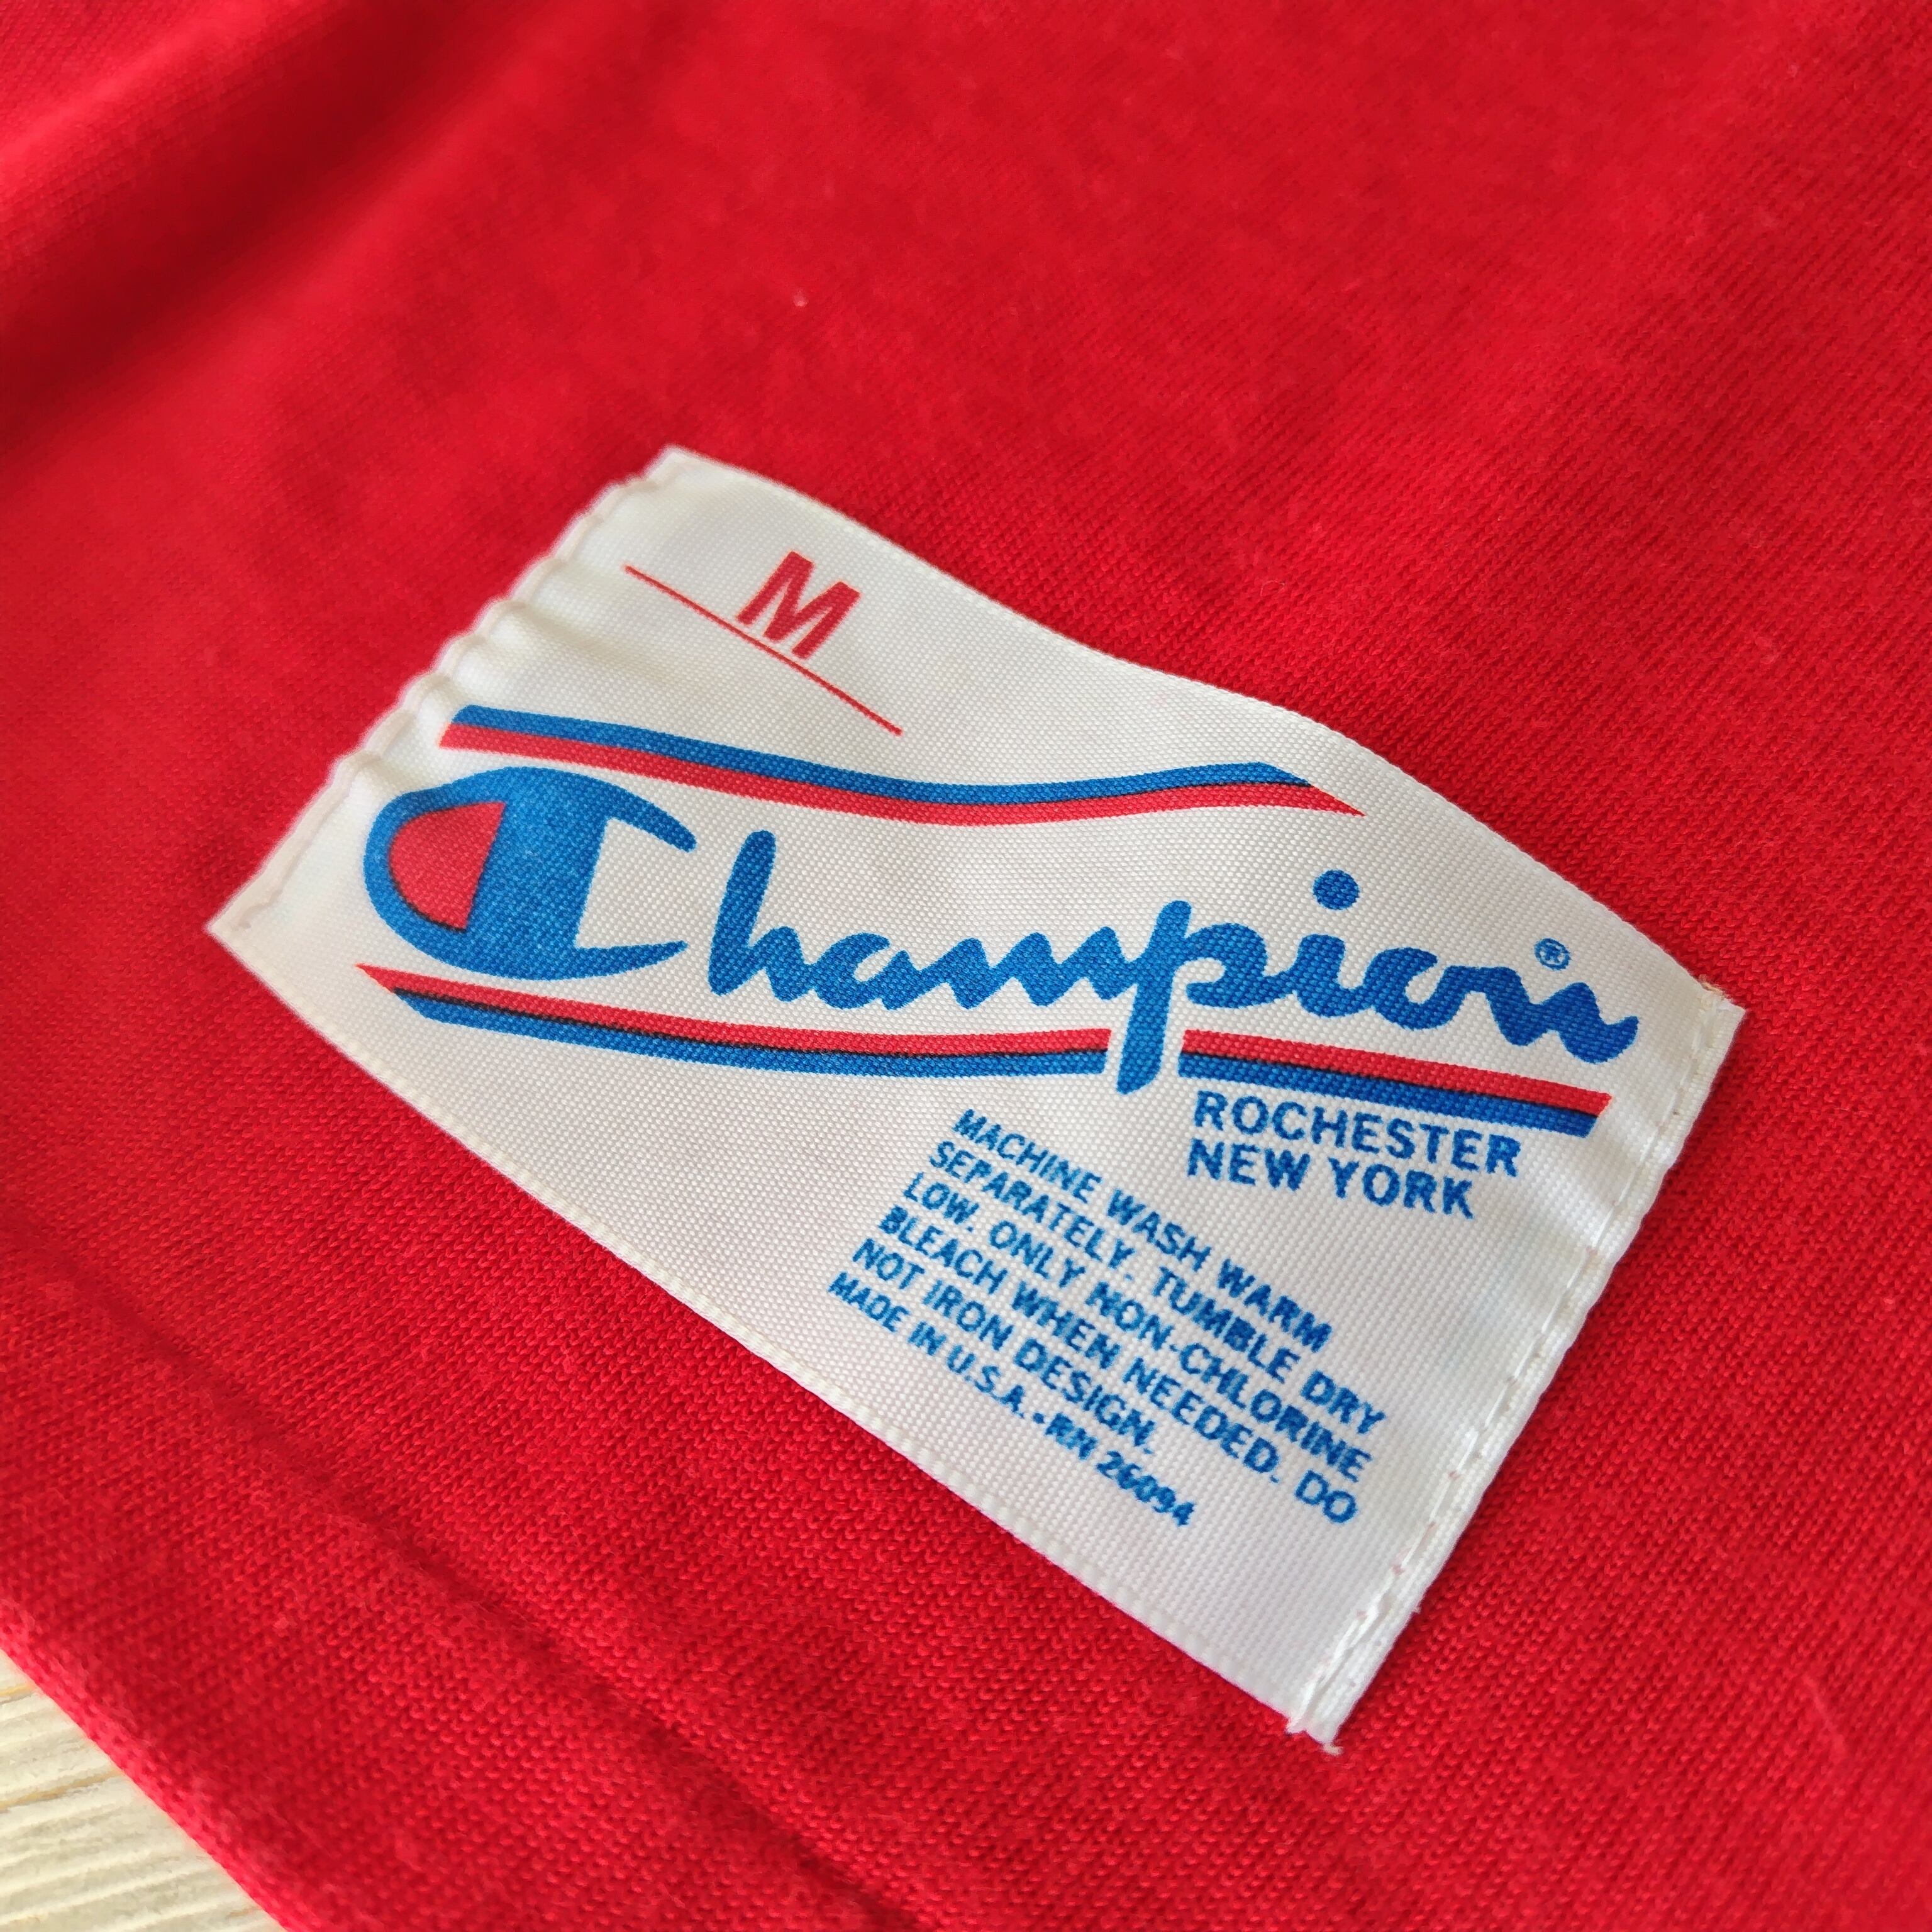 M
Champion®
ROCHESTER
NEW YORK
MACHINE WASH WARM
SEPARATELY. TUMBLE DRY
LOW. ONLY NON-CHLORINE
BLEACH WHEN NEEDED. DO
NOT IRON DESIGN.
MADE IN U.S.A. • RN 26094